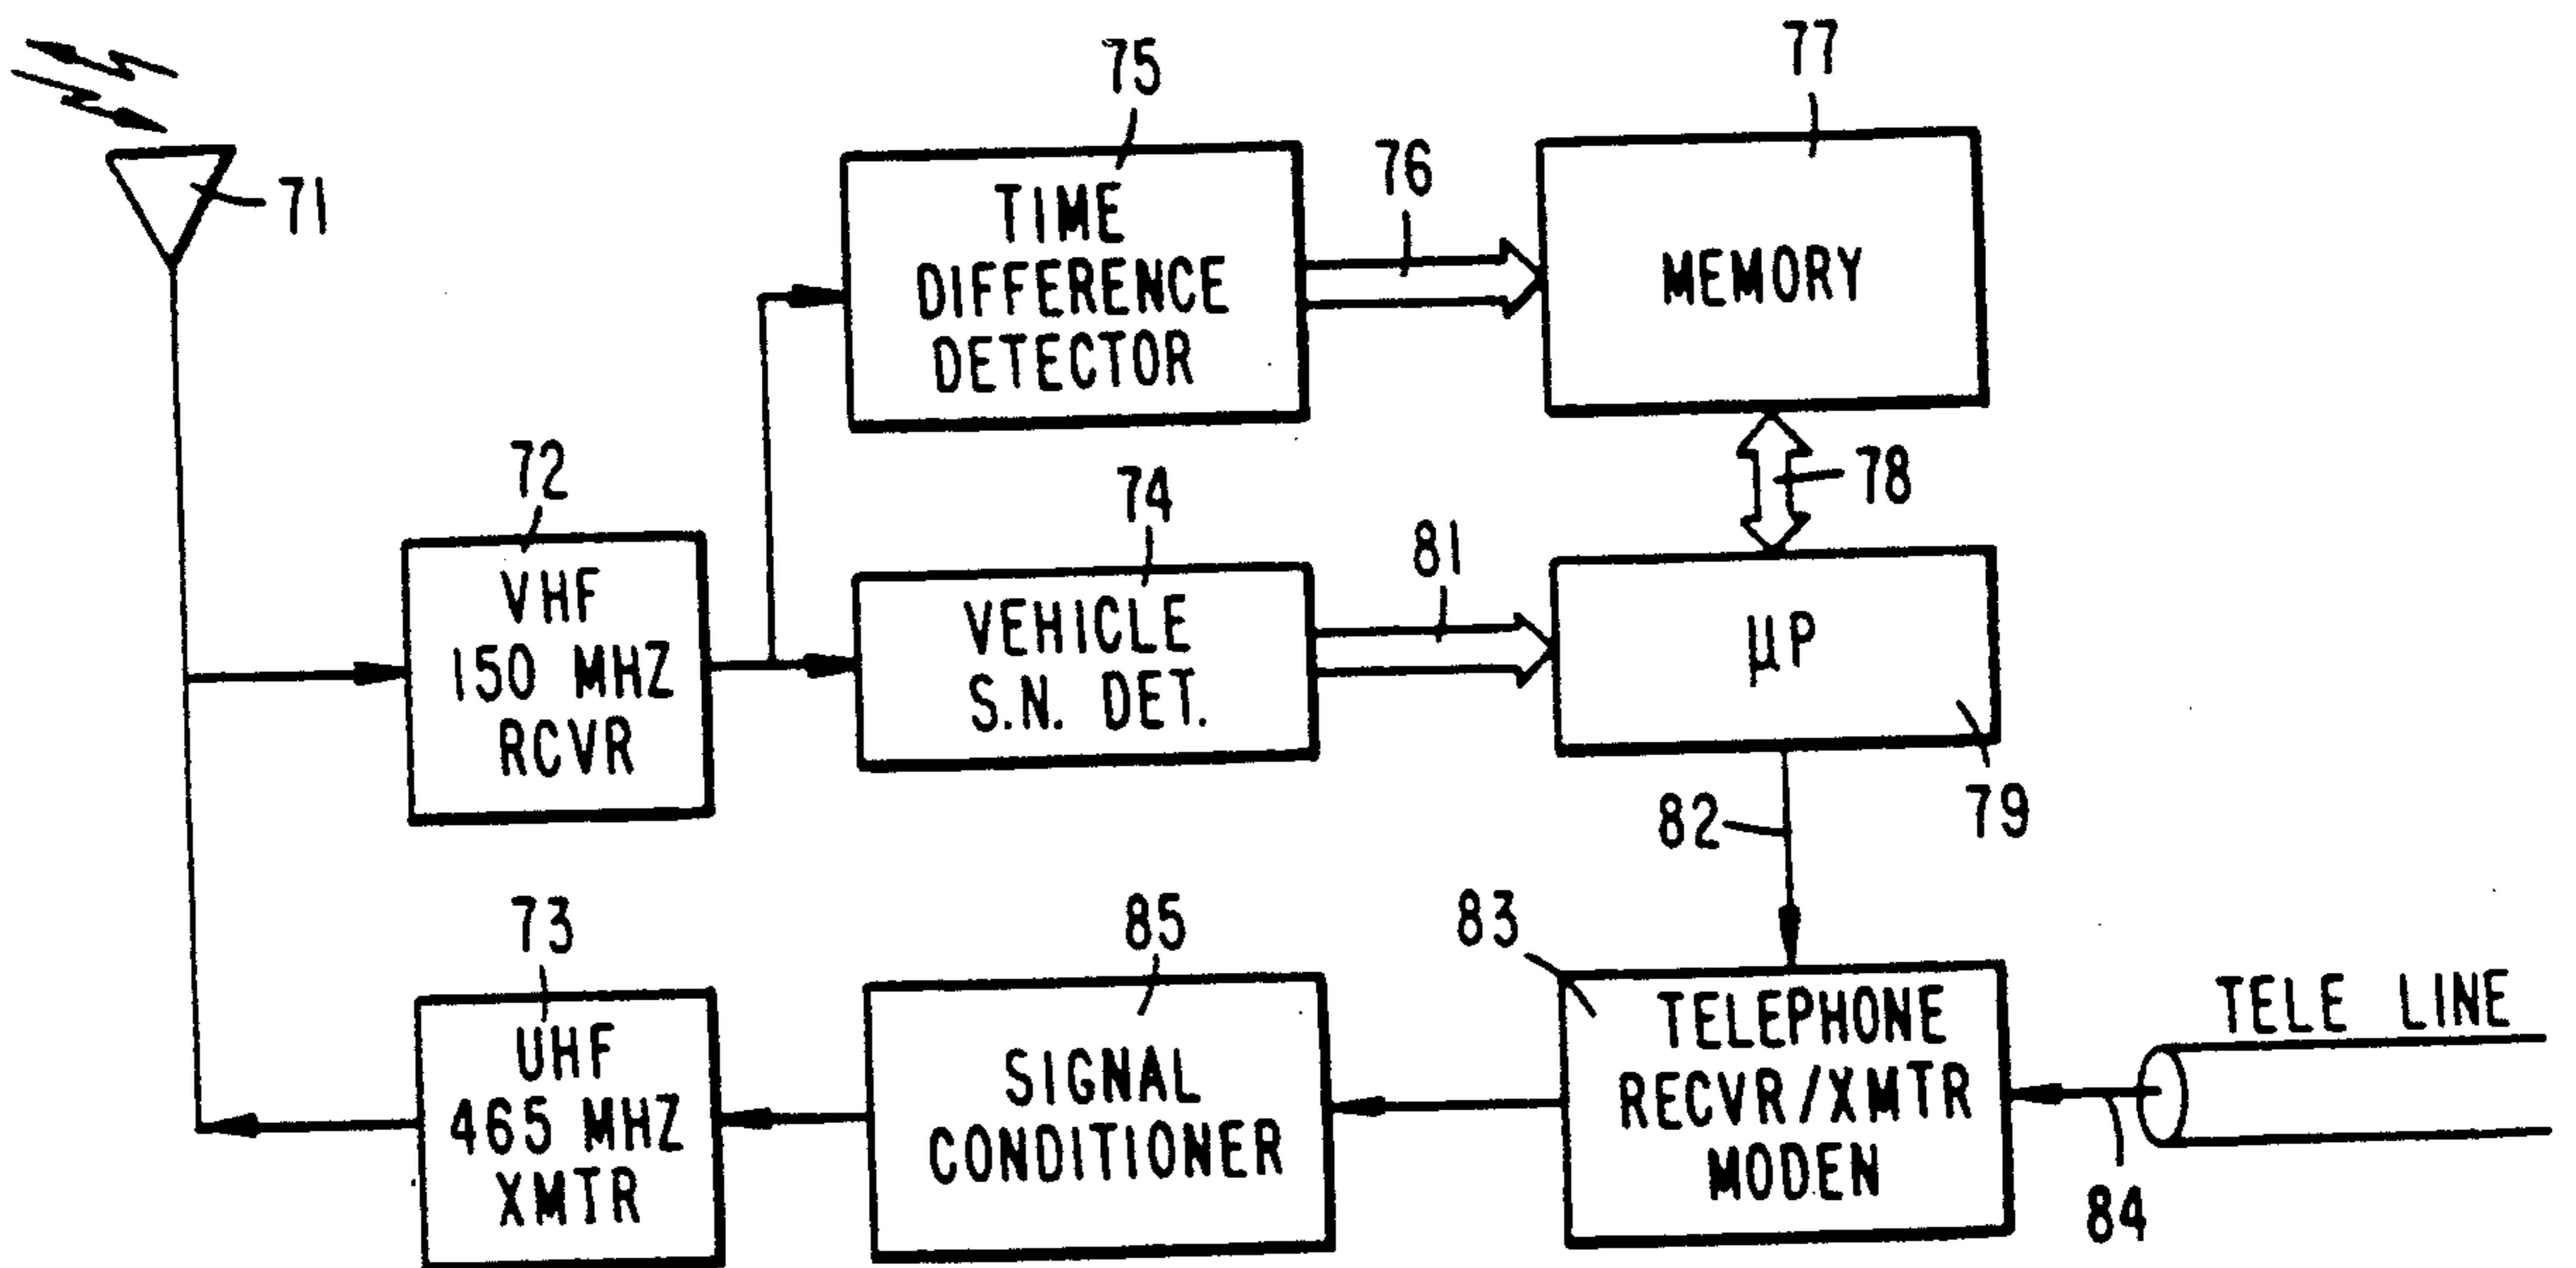 77
75
76
71
TIME
DIFFERENCE
DETECTOR
MEMORY
72
74
78
81
VHF
150 MHZ
RCVR
VEHICLE
S.N. DET.
µP
82
79
73
85
83
UHF
465 MHZ
XMTR
SIGNAL
CONDITIONER
TELEPHONE
RECVR/XMTR
MODEN
TELE LINE
84